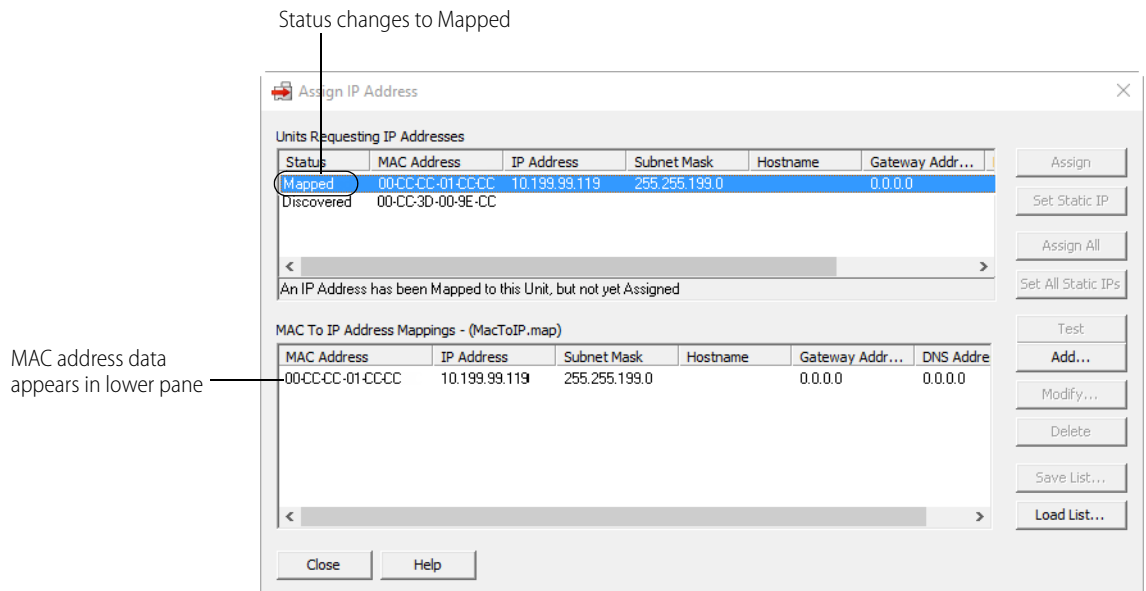 Status changes to Mapped
Assign IP Address
Units Requesting IP Addresses
Status MAC Address IP Address Subnet Mask Hostname Gateway Addr...
Mapped 00-CC-CC-01-CC-CC 10.199.99.119 255.255.199.0 0.0.0.0
Discovered 00-CC-3D-00-9E-CC
An IP Address has been Mapped to this Unit, but not yet Assigned
Assign
Set Static IP
Assign All
Set All Static IPs
MAC To IP Address Mappings - (MacToIP.map)
MAC Address IP Address Subnet Mask Hostname Gateway Addr... DNS Addre
00-CC-CC-01-CC-CC 10.199.99.119 255.255.199.0 0.0.0.0 0.0.0.0
MAC address data
appears in lower pane
Test
Add...
Modify...
Delete
Save List...
Load List...
Close Help